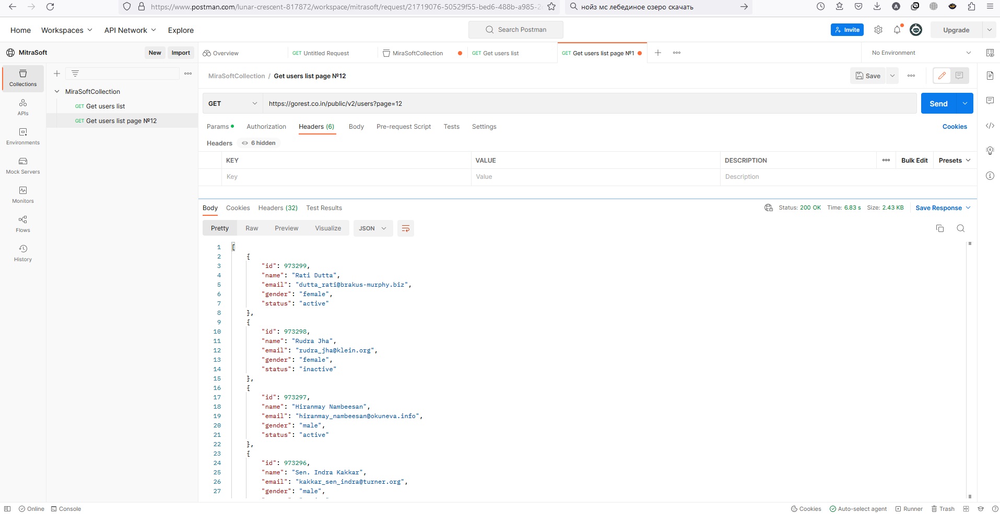 https://www.postman.com/lunar-crescent-817872/workspace/mitrasoft/request/21719076-50529f55-bed6-488b-a985-2
нойз мс лебединое озеро скачать
Home Workspaces API Network Explore
Search Postman
Invite
Upgrade
MitraSoft
New Import
Overview
GET Untitled Request
MiraSoftCollection
GET Get users list
GET Get users list page №1
No Environment
Collections
APIs
Environments
Mock Servers
Monitors
Flows
History
MiraSoftCollection
GET Get users list
GET Get users list page №12
MiraSoftCollection / Get users list page №12
Save
GET https://gorest.co.in/public/v2/users?page=12
Send
Params Authorization Headers (6) Body Pre-request Script Tests Settings
Cookies
Headers 6 hidden
KEY VALUE DESCRIPTION Bulk Edit Presets
Key Value Description
Body Cookies Headers (32) Test Results
Status: 200 OK Time: 6.83 s Size: 2.43 KB Save Response
Pretty Raw Preview Visualize JSON
1 [
2 {
3 "id": 973299,
4 "name": "Rati Dutta",
5 "email": "dutta_rati@brakus-murphy.biz",
6 "gender": "female",
7 "status": "active"
8 },
9 {
10 "id": 973298,
11 "name": "Rudra Jha",
12 "email": "rudra_jha@klein.org",
13 "gender": "female",
14 "status": "inactive"
15 },
16 {
17 "id": 973297,
18 "name": "Hiranmay Nambeesan",
19 "email": "hiranmay_nambeesan@okuneva.info",
20 "gender": "male",
21 "status": "active"
22 },
23 {
24 "id": 973296,
25 "name": "Sen. Indra Kakkar",
26 "email": "kakkar_sen_indra@turner.org",
27 "gender": "male",
Online Console
Cookies Auto-select agent Runner Trash